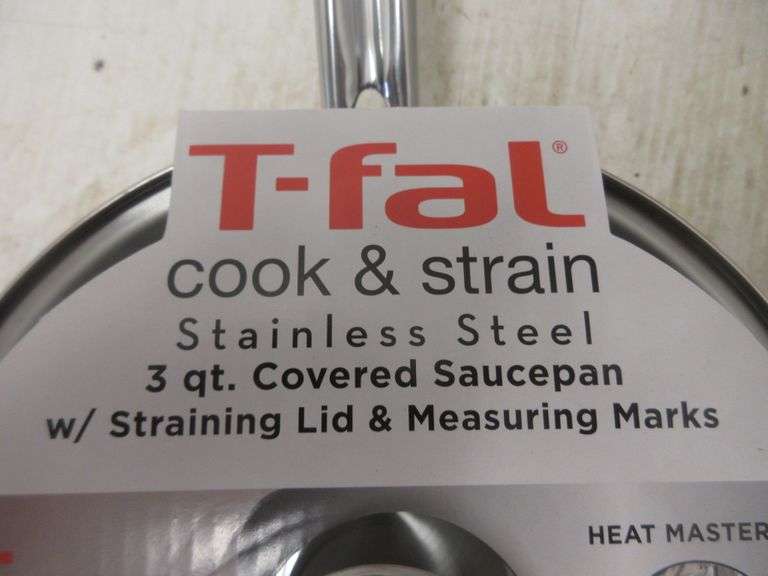 T-fal®
cook & strain
Stainless Steel
3 qt. Covered Saucepan
w/ Straining Lid & Measuring Marks
HEAT MASTER